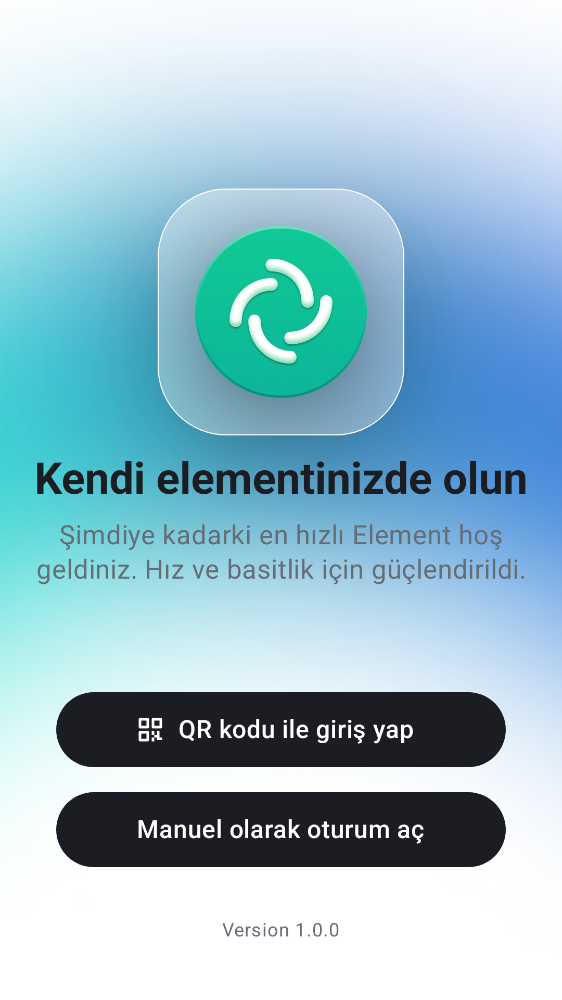 Kendi elementinizde olun
Şimdiye kadarki en hızlı Element hoş
geldiniz. Hız ve basitlik için güçlendirildi.
QR kodu ile giriş yap
Manuel olarak oturum aç
Version 1.0.0